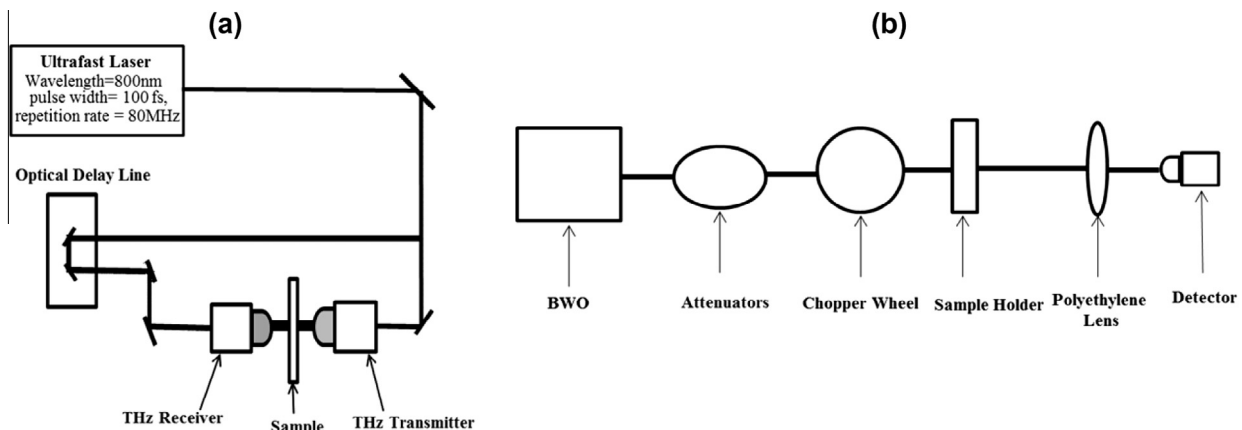 (a)
Ultrafast Laser
Wavelength=800nm
pulse width= 100 fs,
repetition rate = 80MHz
Optical Delay Line
THz Receiver
Sample
THz Transmitter
(b)
BWO
Attenuators
Chopper Wheel
Sample Holder
Polyethylene
Lens
Detector